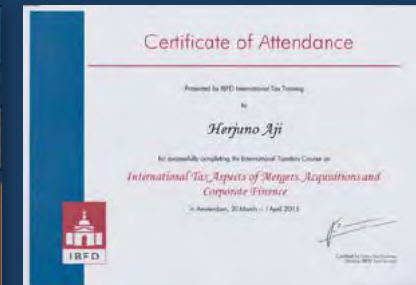 Certificate of Attendance
Presented by IBFD International Tax Training
to
Herjuno Aji
for successfully completing the International Taxation Course on
International Tax Aspects of Mergers, Acquisitions and
Corporate Finance
in Amsterdam, 30 March – 1 April 2015
IBFD